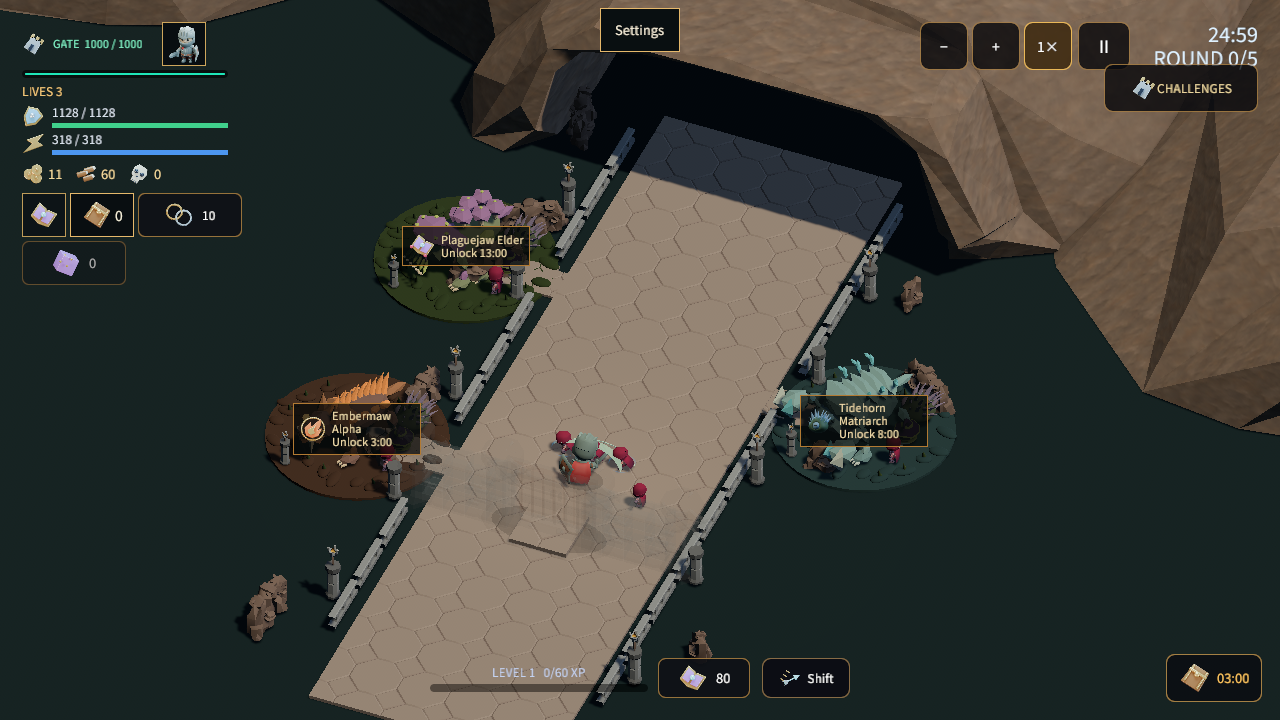 Settings
GATE 1000 / 1000
- + 1× II
24:59
ROUND 0/5
CHALLENGES
LIVES 3
1128 / 1128
318 / 318
11 60 0
0 10
0
Plaguejaw Elder
Unlock 13:00
Embermaw
Alpha
Unlock 3:00
Tidehorn
Matriarch
Unlock 8:00
LEVEL 1 0/60 XP
80
Shift
03:00